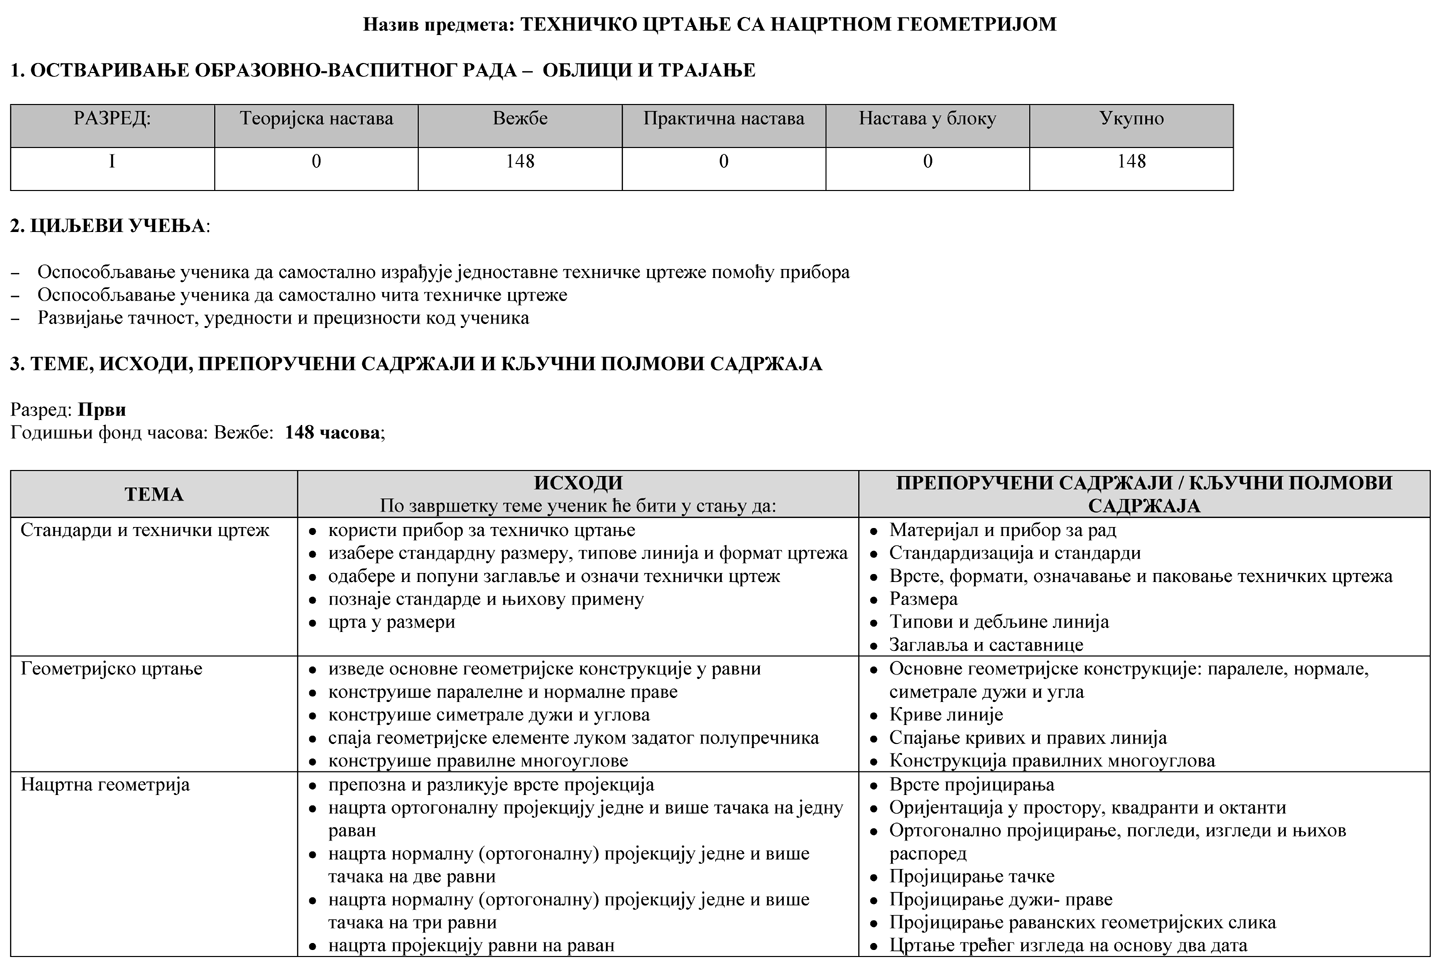 Назив предмета: ТЕХНИЧКО ЦРТАЊЕ СА НАЦРТНОМ ГЕОМЕТРИЈОМ
1. ОСТВАРИВАЊЕ ОБРАЗОВНО-ВАСПИТНОГ РАДА – ОБЛИЦИ И ТРАЈАЊЕ
РАЗРЕД: Теоријска настава Вежбе Практична настава Настава у блоку Укупно
I 0 148 0 0 148
2. ЦИЉЕВИ УЧЕЊА:
– Оспособљавање ученика да самостално израђује једноставне техничке цртеже помоћу прибора
– Оспособљавање ученика да самостално чита техничке цртеже
– Развијање тачност, уредности и прецизности код ученика
3. ТЕМЕ, ИСХОДИ, ПРЕПОРУЧЕНИ САДРЖАЈИ И КЉУЧНИ ПОЈМОВИ САДРЖАЈА
Разред: Први
Годишњи фонд часова: Вежбе: 148 часова;
ТЕМА
ИСХОДИ
По завршетку теме ученик ће бити у стању да:
ПРЕПОРУЧЕНИ САДРЖАЈИ / КЉУЧНИ ПОЈМОВИ
САДРЖАЈА
Стандарди и технички цртеж
• користи прибор за техничко цртање
• изабере стандардну размеру, типове линија и формат цртежа
• одабере и попуни заглавље и означи технички цртеж
• познаје стандарде и њихову примену
• црта у размери
• Материјал и прибор за рад
• Стандардизација и стандарди
• Врсте, формати, означавање и паковање техничких цртежа
• Размера
• Типови и дебљине линија
• Заглавља и саставнице
Геометријско цртање
• изведе основне геометријске конструкције у равни
• конструише паралелне и нормалне праве
• конструише симетрале дужи и углова
• спаја геометријске елементе луком задатог полупречника
• конструише правилне многоуглове
• Основне геометријске конструкције: паралеле, нормале,
симетрале дужи и угла
• Криве линије
• Спајање кривих и правих линија
• Конструкција правилних многоуглова
Нацртна геометрија
• препозна и разликује врсте пројекција
• нацрта ортогоналну пројекцију једне и више тачака на једну
раван
• нацрта нормалну (ортогоналну) пројекцију једне и више
тачака на две равни
• нацрта нормалну (ортогоналну) пројекцију једне и више
тачака на три равни
• нацрта пројекцију равни на раван
• Врсте пројицирања
• Оријентација у простору, квадранти и октанти
• Ортогонално пројицирање, погледи, изгледи и њихов
распоред
• Пројицирање тачке
• Пројицирање дужи- праве
• Пројицирање раванских геометријских слика
• Цртање трећег изгледа на основу два дата